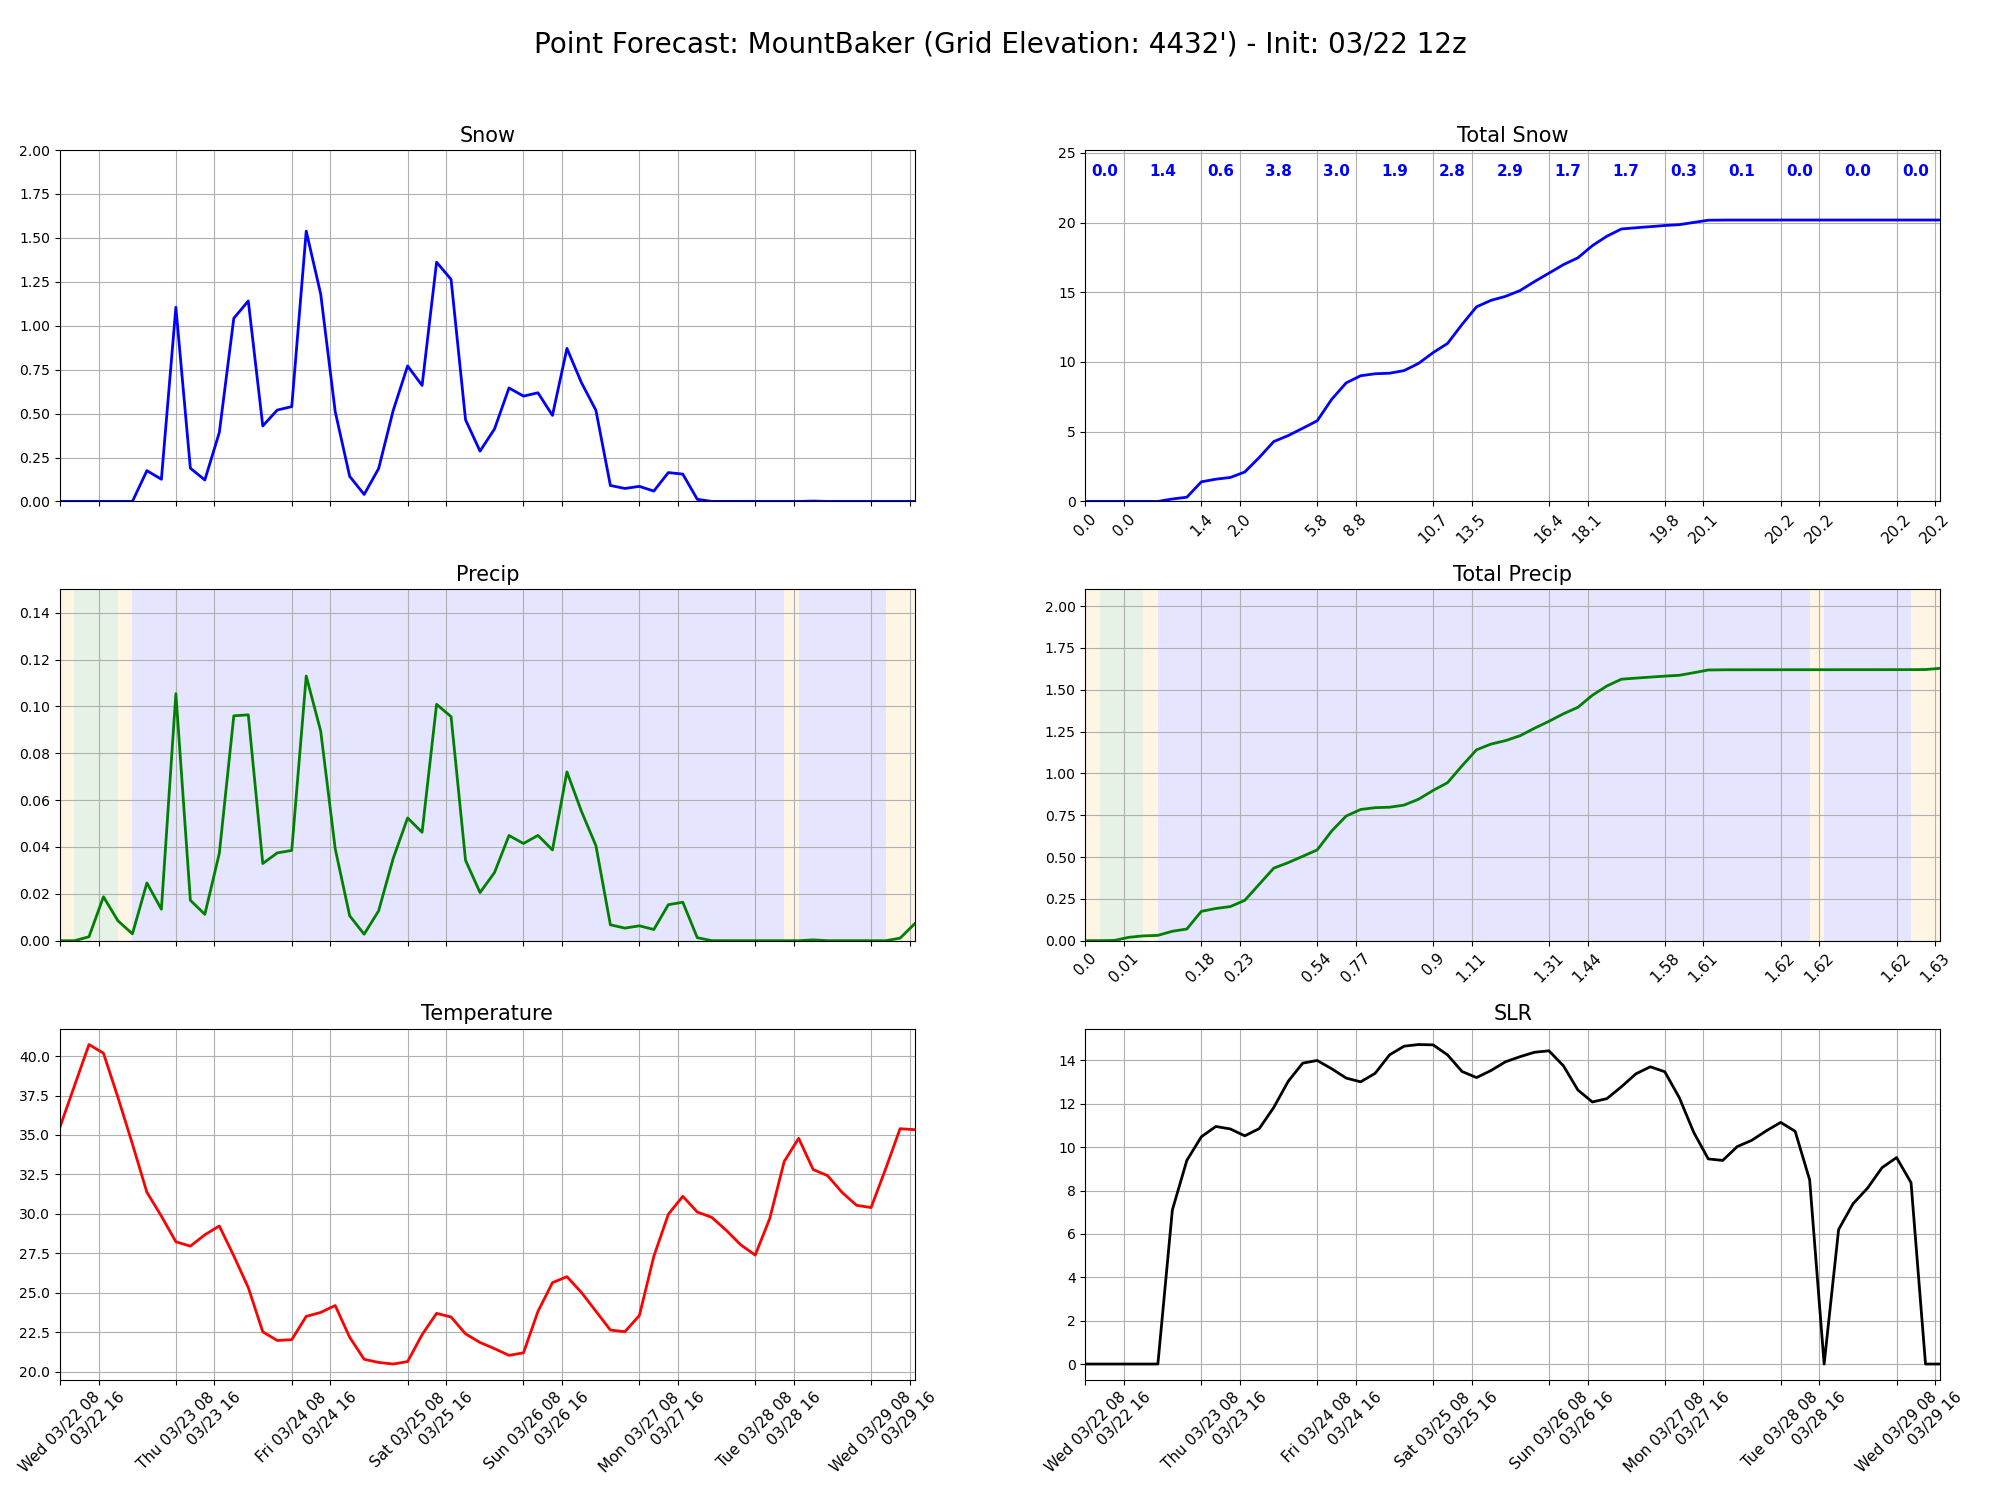 Point Forecast: MountBaker (Grid Elevation: 4432') - Init: 03/22 12z
Snow
2.00
1.75
1.50
1.25
1.00
0.75
0.50
0.25
0.00
Total Snow
25
20
15
10
5
0
0.0 1.4 0.6 3.8 3.0 1.9 2.8 2.9 1.7 1.7 0.3 0.1 0.0 0.0 0.0
0.0 0.0 1.4 2.0 5.8 8.8 10.7 13.5 16.4 18.1 19.8 20.1 20.2 20.2 20.2 20.2
Precip
0.14
0.12
0.10
0.08
0.06
0.04
0.02
0.00
Total Precip
2.00
1.75
1.50
1.25
1.00
0.75
0.50
0.25
0.00
0.0 0.01 0.18 0.23 0.54 0.77 0.9 1.11 1.31 1.44 1.58 1.61 1.62 1.62 1.62 1.63
Temperature
40.0
37.5
35.0
32.5
30.0
27.5
25.0
22.5
20.0
Wed 03/22 08
03/22 16
Thu 03/23 08
03/23 16
Fri 03/24 08
03/24 16
Sat 03/25 08
03/25 16
Sun 03/26 08
03/26 16
Mon 03/27 08
03/27 16
Tue 03/28 08
03/28 16
Wed 03/29 08
03/29 16
SLR
14
12
10
8
6
4
2
0
Wed 03/22 08
03/22 16
Thu 03/23 08
03/23 16
Fri 03/24 08
03/24 16
Sat 03/25 08
03/25 16
Sun 03/26 08
03/26 16
Mon 03/27 08
03/27 16
Tue 03/28 08
03/28 16
Wed 03/29 08
03/29 16